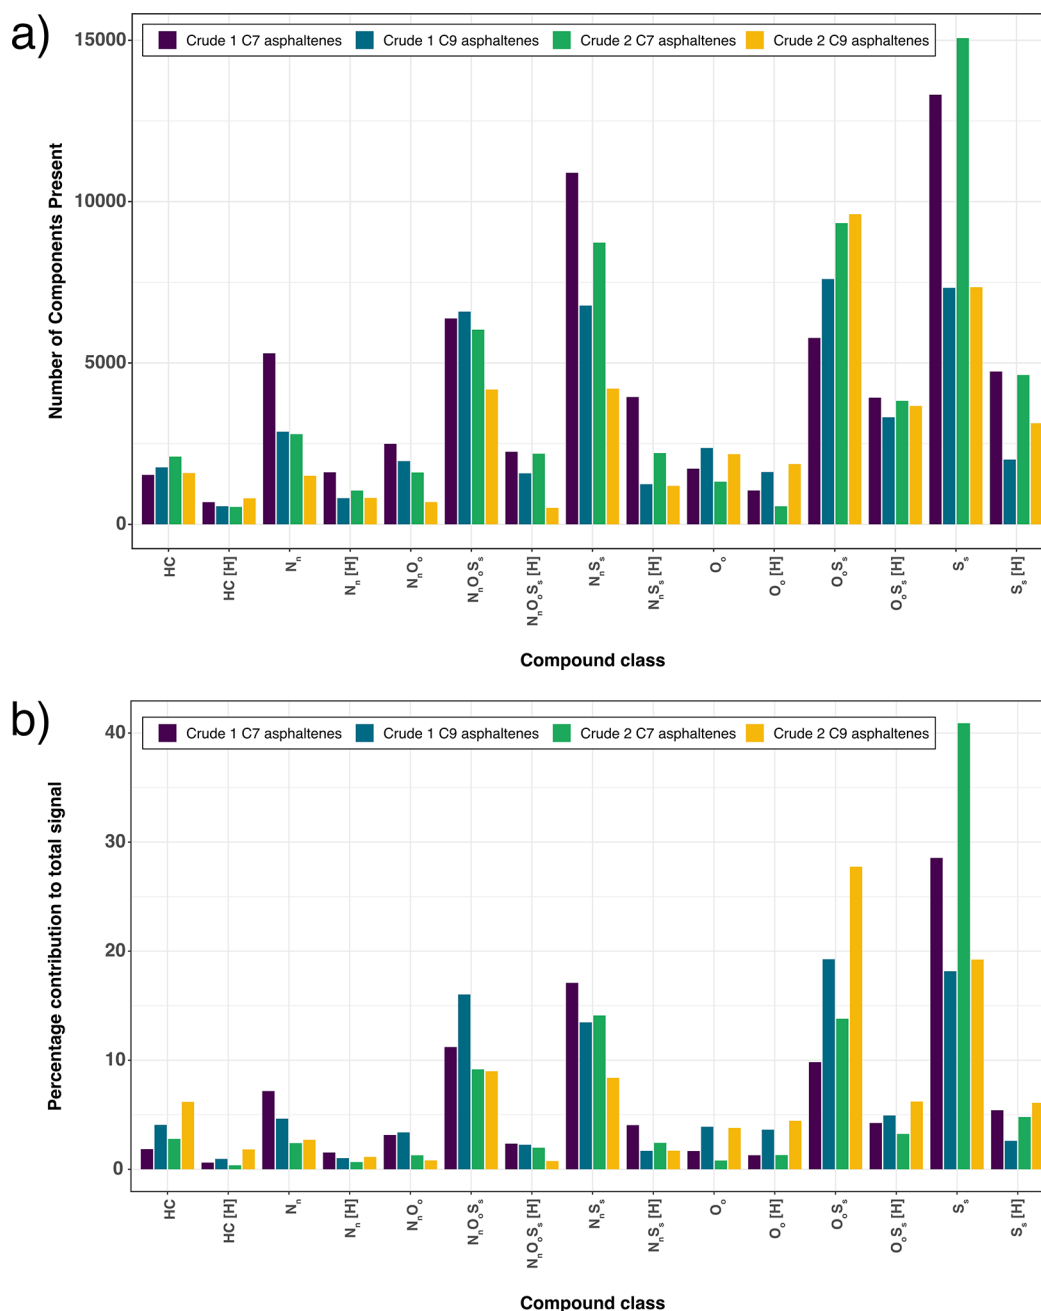 a)
Crude 1 C7 asphaltenes Crude 1 C9 asphaltenes Crude 2 C7 asphaltenes Crude 2 C9 asphaltenes
Number of Components Present
15000
10000
5000
0
HC
HC [H]
Nₙ
Nₙ [H]
NₙOₒ
NₙOₒSₛ
NₙOₒSₛ [H]
NₙSₛ
NₙSₛ [H]
Oₒ
Oₒ [H]
OₒSₛ
OₒSₛ [H]
Sₛ
Sₛ [H]
Compound class
b)
Crude 1 C7 asphaltenes Crude 1 C9 asphaltenes Crude 2 C7 asphaltenes Crude 2 C9 asphaltenes
Percentage contribution to total signal
40
30
20
10
0
HC
HC [H]
Nₙ
Nₙ [H]
NₙOₒ
NₙOₒSₛ
NₙOₒSₛ [H]
NₙSₛ
NₙSₛ [H]
Oₒ
Oₒ [H]
OₒSₛ
OₒSₛ [H]
Sₛ
Sₛ [H]
Compound class